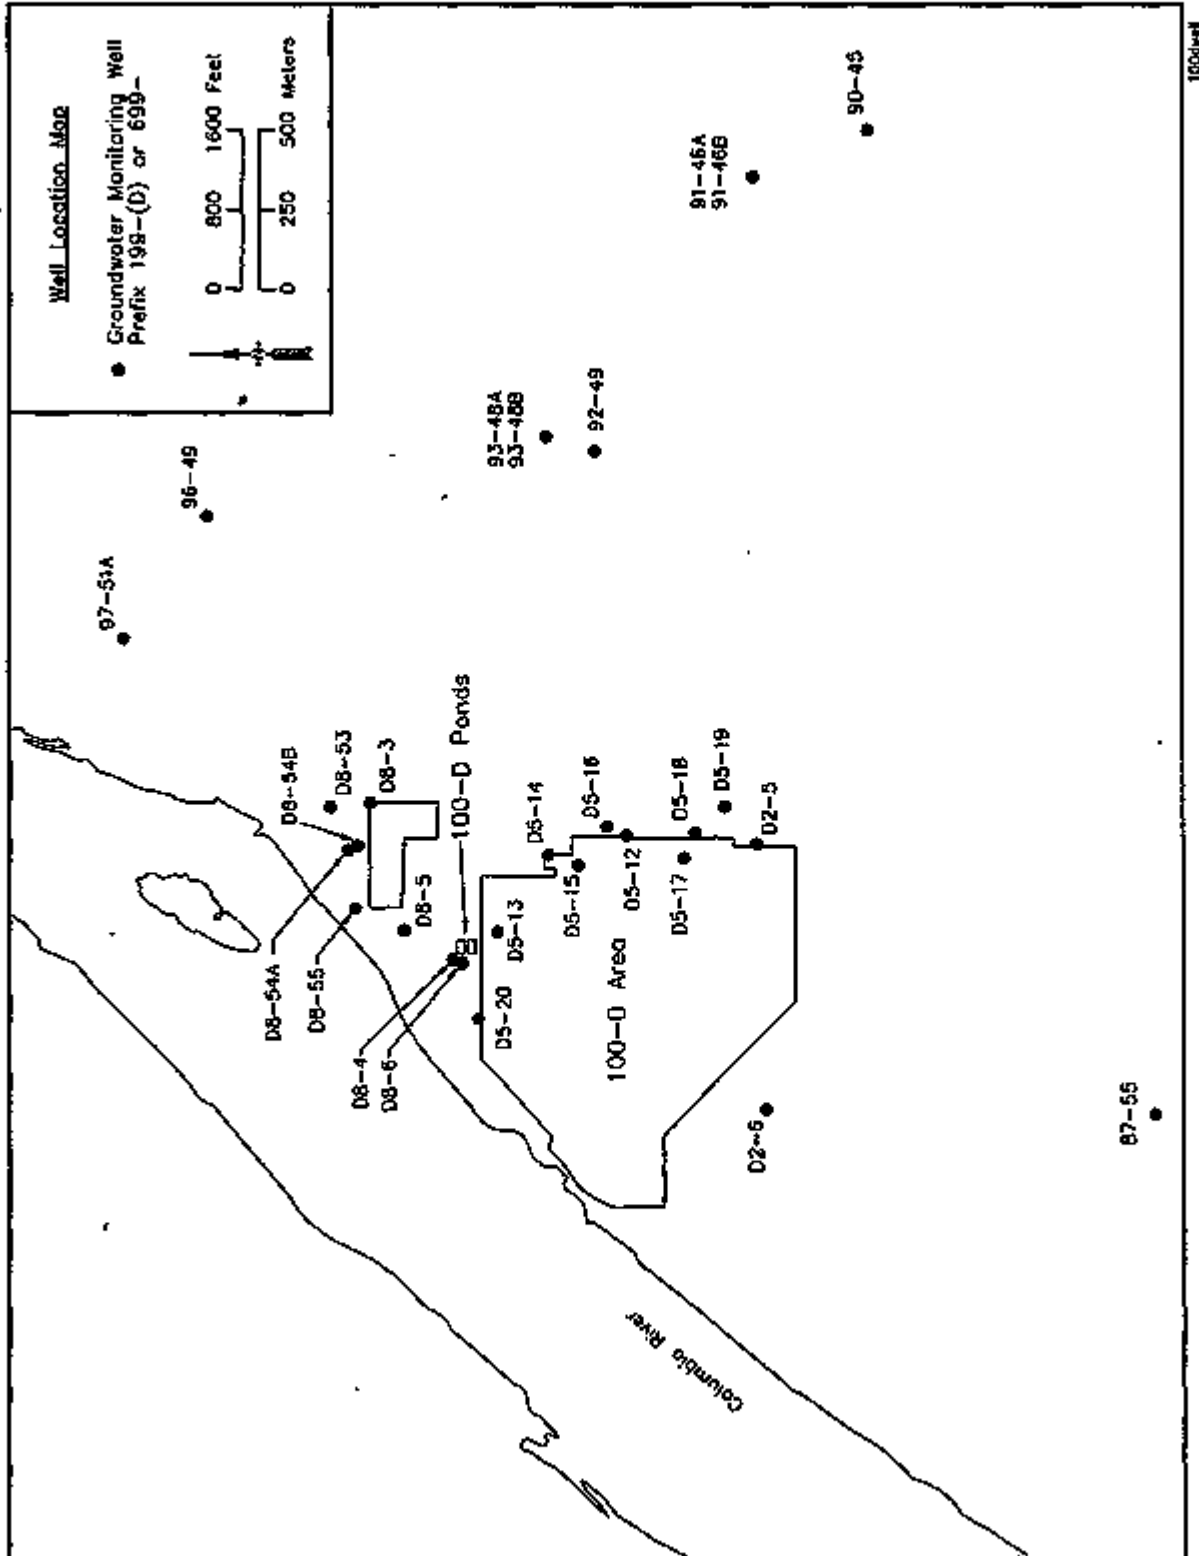 Well Location Map
Groundwater Monitoring Well
Prefix 199-(D) or 699-
0 800 1600 Feet
0 250 500 Meters
97-51A
96-49
D8-54A
D8-54B
D8-55
D8-53
D8-3
D8-4
D8-5
D8-6
100-D Ponds
93-48A
93-48B
92-49
91-46A
91-46B
90-45
D5-20
D5-13
D5-14
D5-15
D5-16
D5-12
100-D Area
D5-17
D5-18
D5-19
D2-5
D2-6
Columbia River
87-55
100dwell